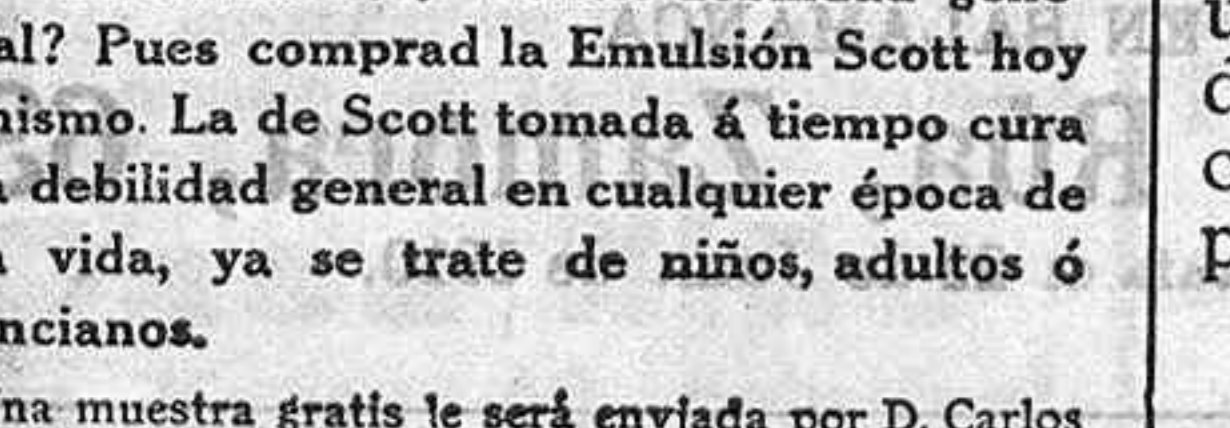 al? Pues comprad la Emulsión Scott hoy
nismo. La de Scott tomada á tiempo cura
debilidad general en cualquier época de
vida, ya se trate de niños, adultos ó
ncianos.
na muestra gratis le será enviada por D. Carlos